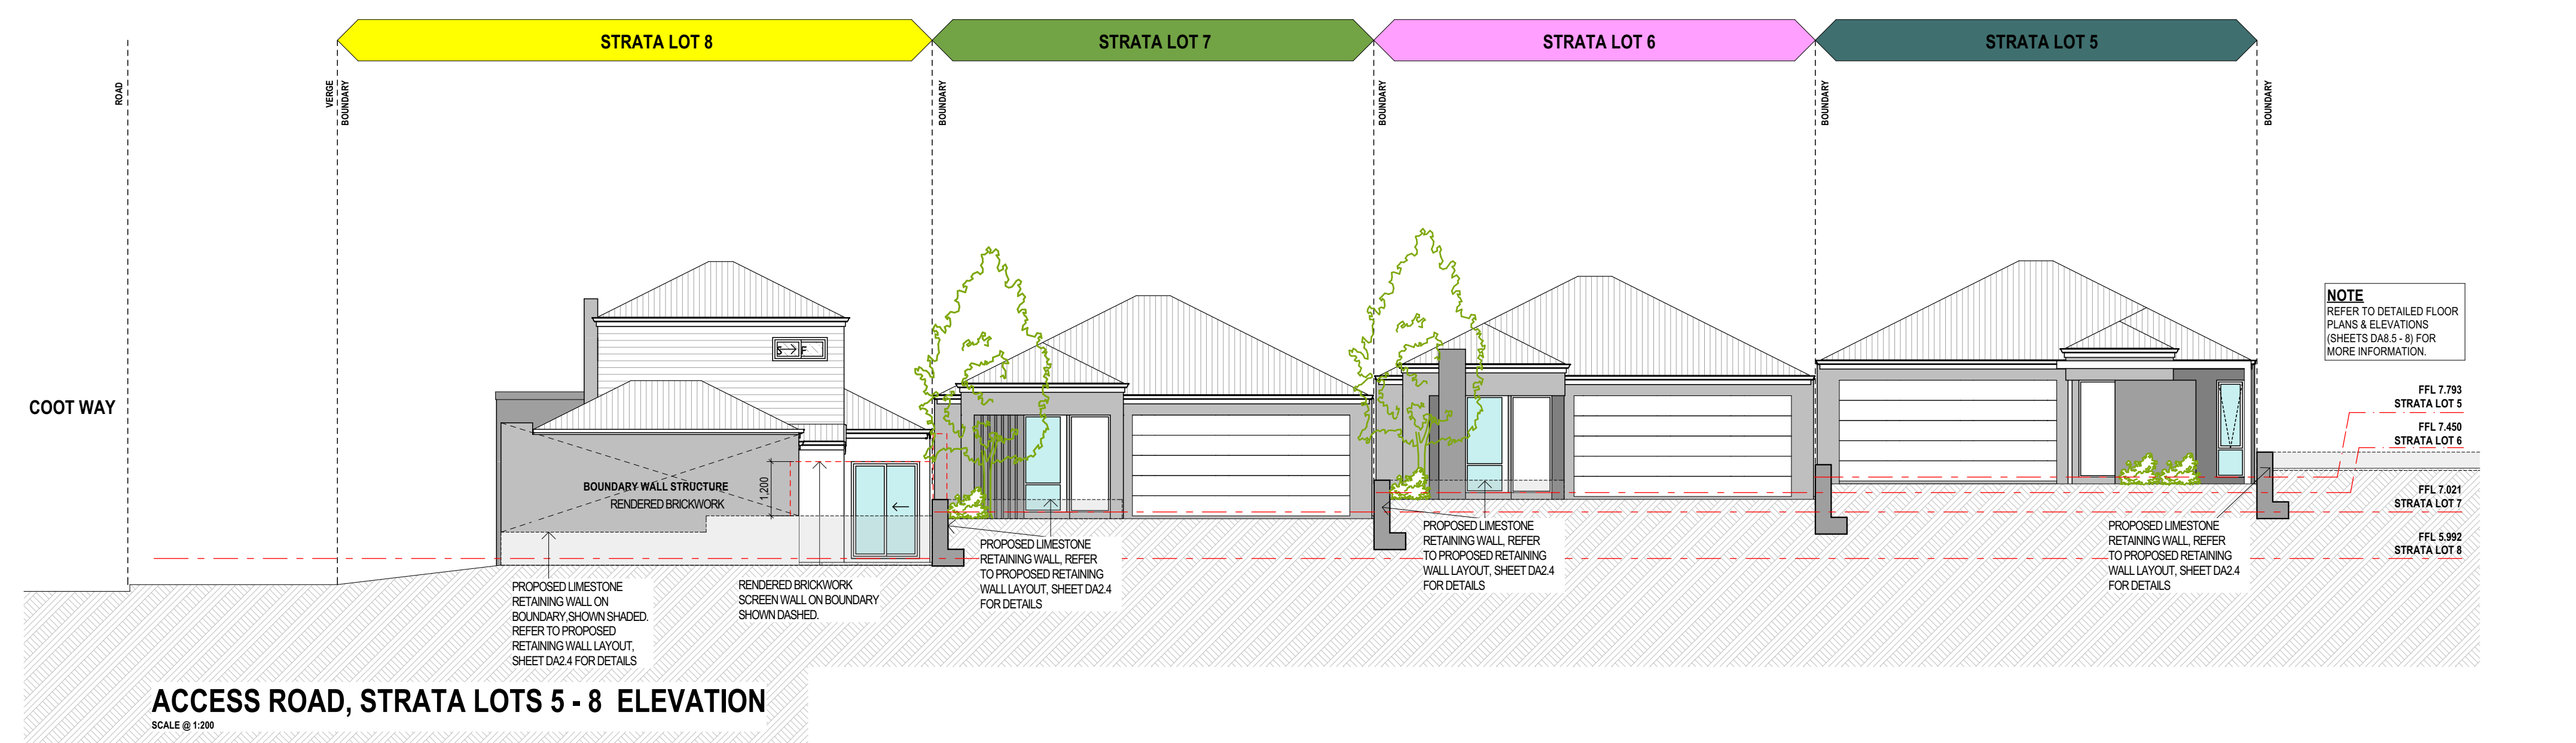 STRATA LOT 8
STRATA LOT 7
STRATA LOT 6
STRATA LOT 5
ROAD
VERGE
BOUNDARY
BOUNDARY
BOUNDARY
BOUNDARY
BOUNDARY
COOT WAY
S
F
1,200
BOUNDARY WALL STRUCTURE
RENDERED BRICKWORK
NOTE
REFER TO DETAILED FLOOR
PLANS & ELEVATIONS
(SHEETS DA8.5 - 8) FOR
MORE INFORMATION.
FFL 7.793
STRATA LOT 5
FFL 7.450
STRATA LOT 6
FFL 7.021
STRATA LOT 7
FFL 5.992
STRATA LOT 8
PROPOSED LIMESTONE
RETAINING WALL ON
BOUNDARY,SHOWN SHADED.
REFER TO PROPOSED
RETAINING WALL LAYOUT,
SHEET DA2.4 FOR DETAILS
RENDERED BRICKWORK
SCREEN WALL ON BOUNDARY
SHOWN DASHED.
PROPOSED LIMESTONE
RETAINING WALL, REFER
TO PROPOSED RETAINING
WALL LAYOUT, SHEET DA2.4
FOR DETAILS
PROPOSED LIMESTONE
RETAINING WALL, REFER
TO PROPOSED RETAINING
WALL LAYOUT, SHEET DA2.4
FOR DETAILS
PROPOSED LIMESTONE
RETAINING WALL, REFER
TO PROPOSED RETAINING
WALL LAYOUT, SHEET DA2.4
FOR DETAILS
ACCESS ROAD, STRATA LOTS 5 - 8 ELEVATION
SCALE @ 1:200